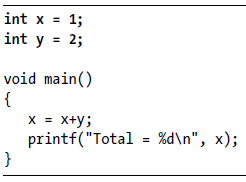 int x = 1;
int y = 2;
void main()
{
x = x+y;
printf("Total = %d\n", x);
}